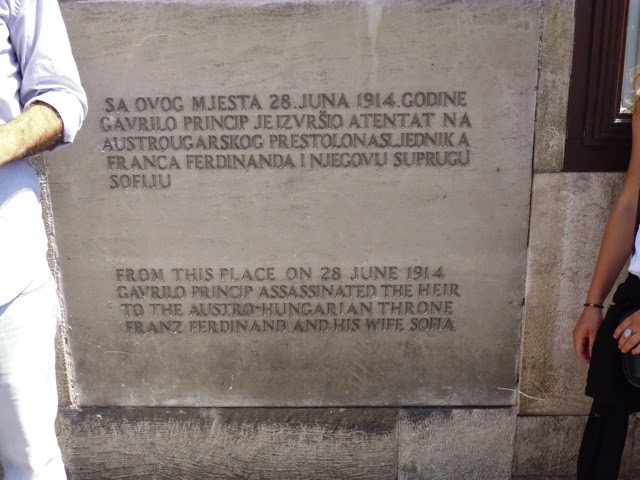 SA OVOG MJESTA 28. JUNA 1914. GODINE
GAVRILO PRINCIP JE IZVRŠIO ATENTAT NA
AUSTROUGARSKOG PRESTOLONASLJEDNIKA
FRANCA FERDINANDA I NJEGOVU SUPRUGU
SOFIJU
FROM THIS PLACE ON 28 JUNE 1914
GAVRILO PRINCIP ASSASSINATED THE HEIR
TO THE AUSTRO-HUNGARIAN THRONE
FRANZ FERDINAND AND HIS WIFE SOFIA